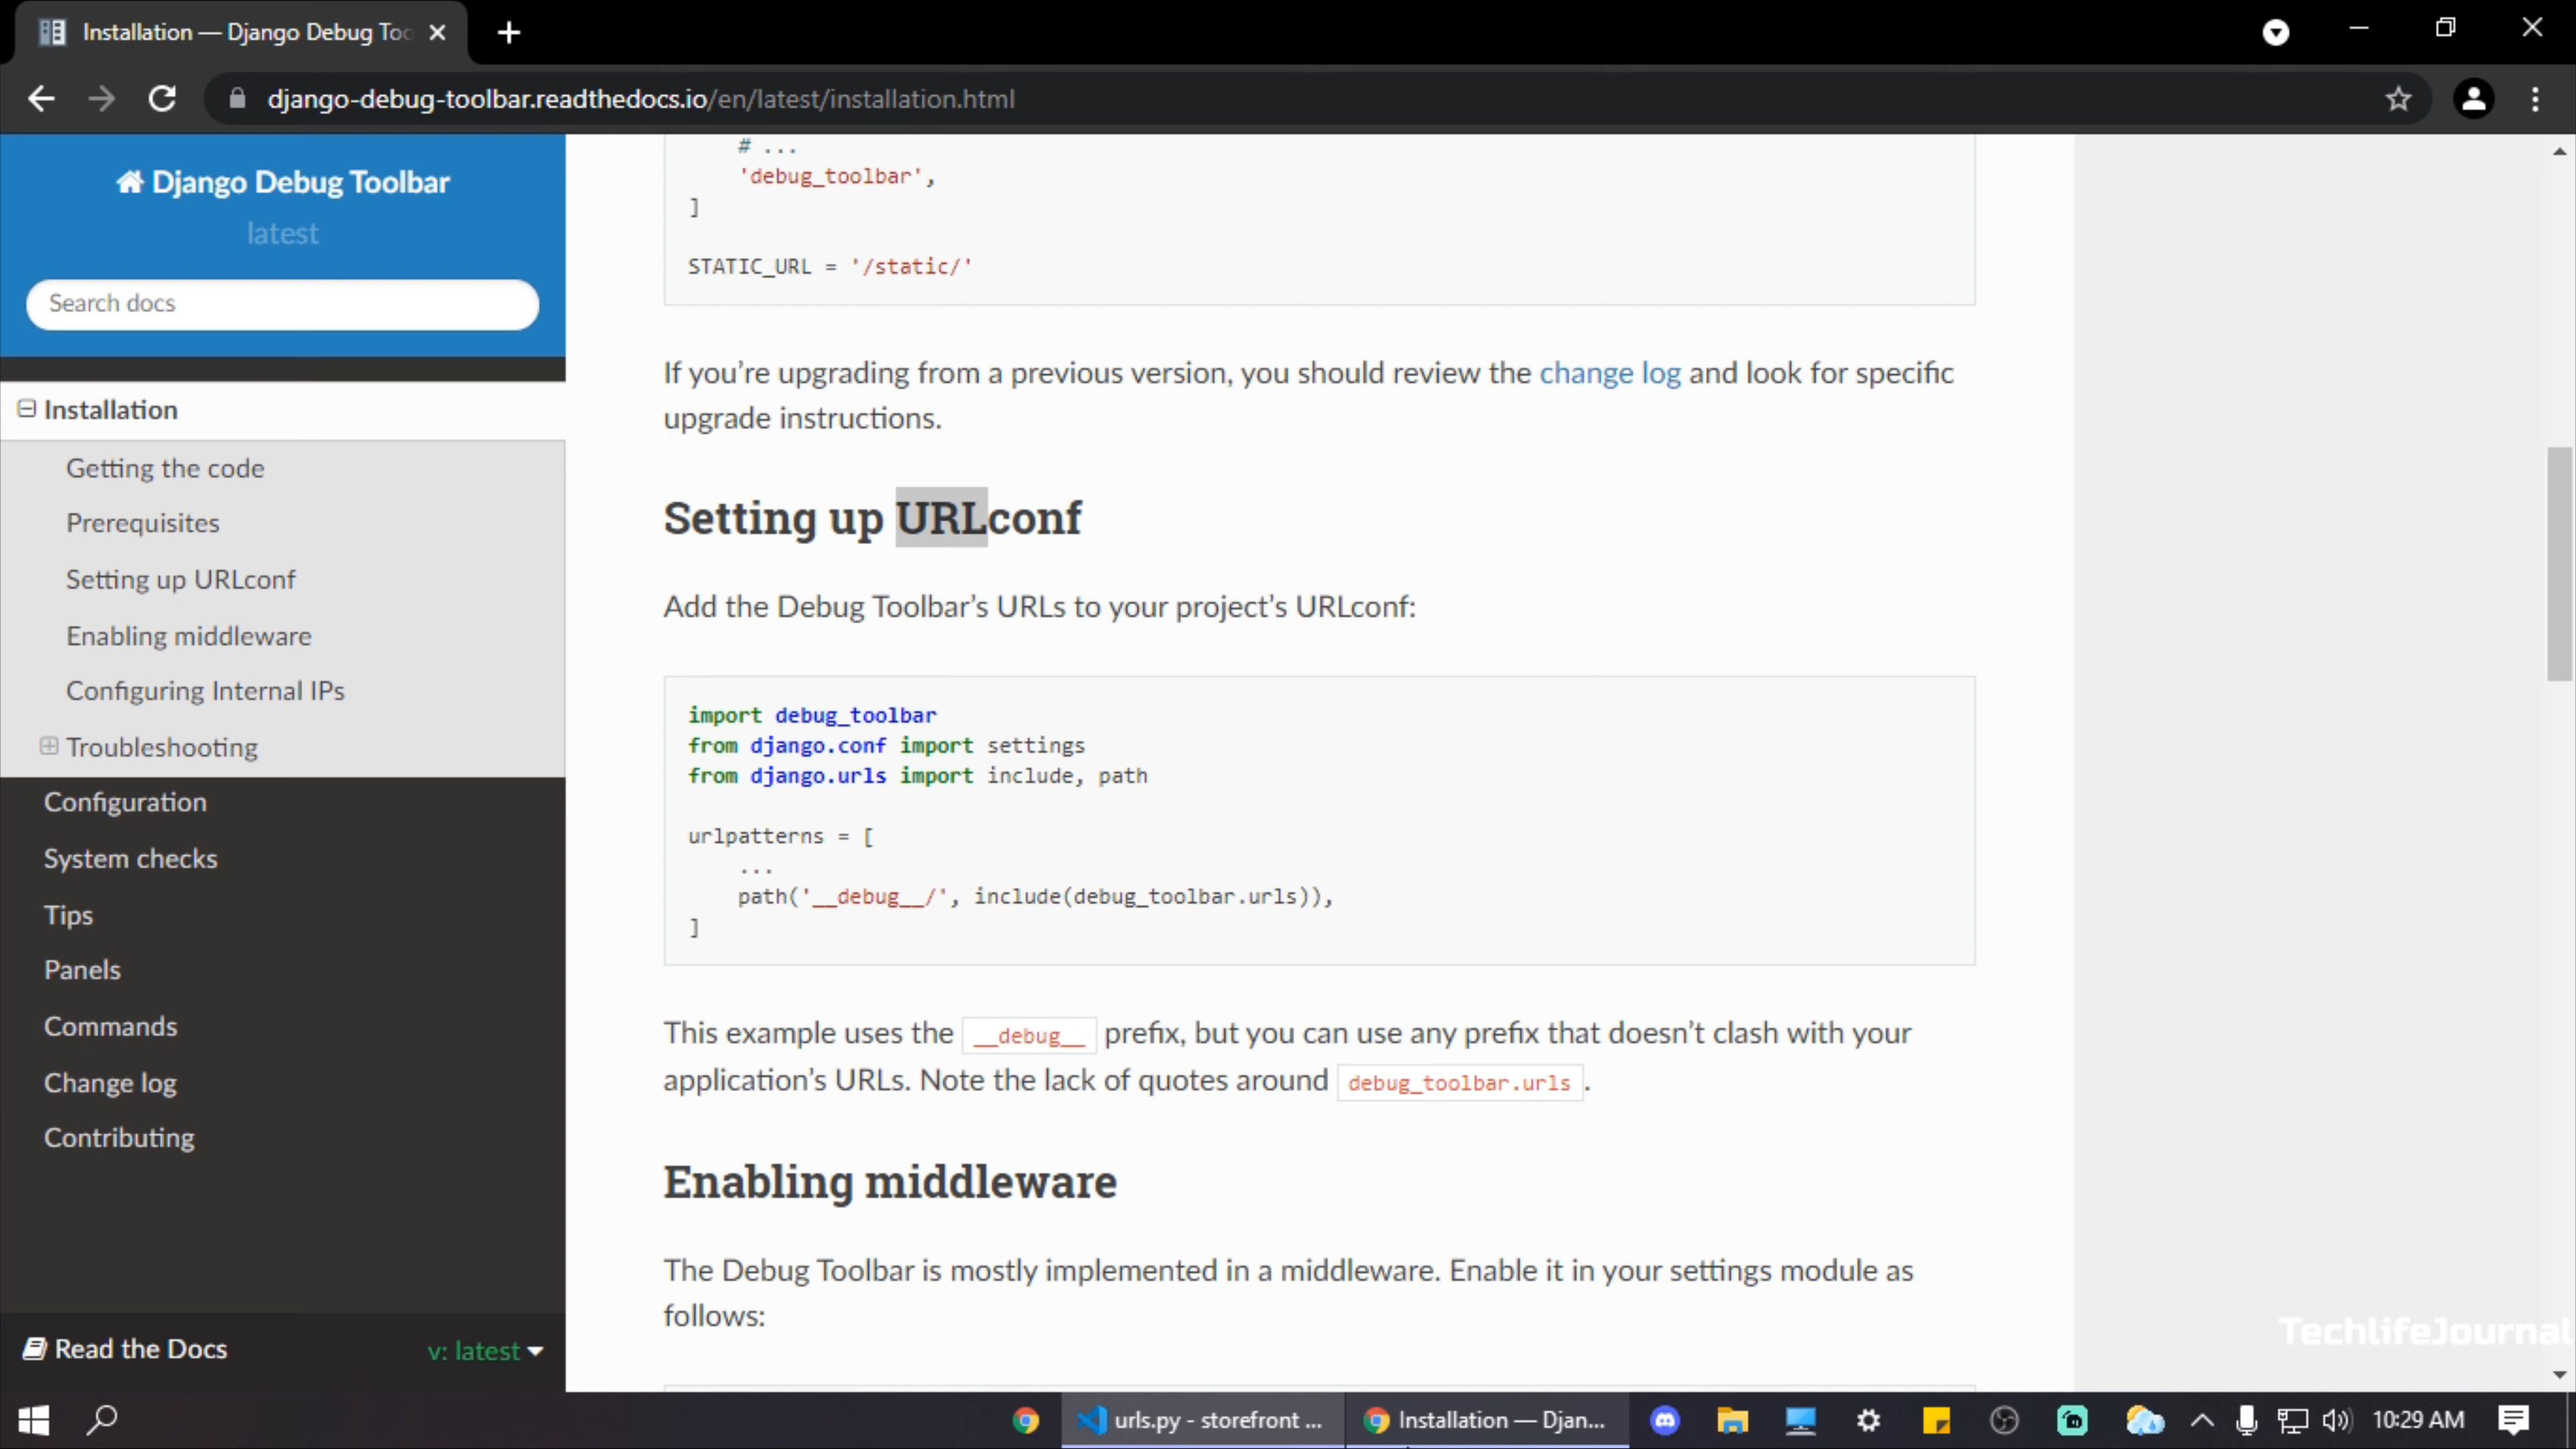 Installation — Django Debug Too
django-debug-toolbar.readthedocs.io/en/latest/installation.html
Django Debug Toolbar
latest
Search docs
Installation
Getting the code
Prerequisites
Setting up URLconf
Enabling middleware
Configuring Internal IPs
Troubleshooting
Configuration
System checks
Tips
Panels
Commands
Change log
Contributing
Read the Docs
v: latest
# ...
'debug_toolbar',
]
STATIC_URL = '/static/'
If you’re upgrading from a previous version, you should review the change log and look for specific
upgrade instructions.
Setting up URLconf
Add the Debug Toolbar’s URLs to your project’s URLconf:
import debug_toolbar
from django.conf import settings
from django.urls import include, path
urlpatterns = [
...
path('__debug__/', include(debug_toolbar.urls)),
]
This example uses the __debug__ prefix, but you can use any prefix that doesn’t clash with your
application’s URLs. Note the lack of quotes around debug_toolbar.urls .
Enabling middleware
The Debug Toolbar is mostly implemented in a middleware. Enable it in your settings module as
follows:
TechlifeJournal
urls.py - storefront ...
Installation — Djan...
10:29 AM